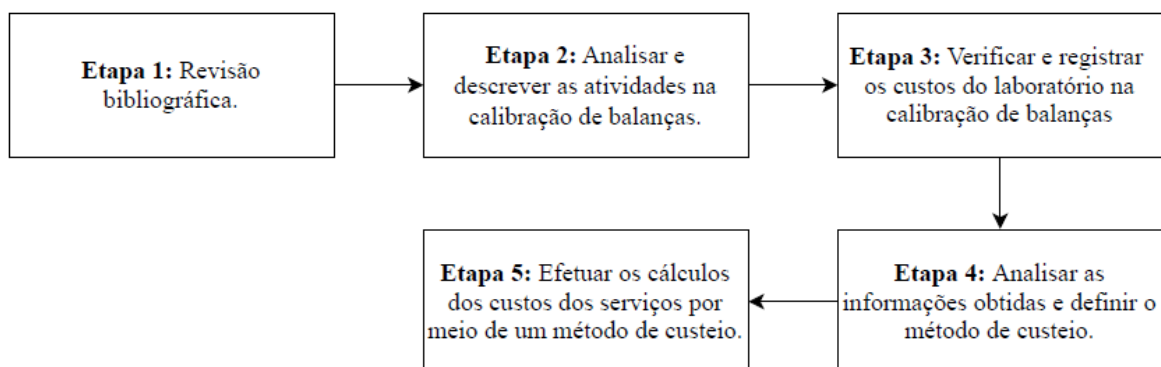 Etapa 1: Revisão
bibliográfica.
Etapa 2: Analisar e
descrever as atividades na
calibração de balanças.
Etapa 3: Verificar e registrar
os custos do laboratório na
calibração de balanças
Etapa 4: Analisar as
informações obtidas e definir o
método de custeio.
Etapa 5: Efetuar os cálculos
dos custos dos serviços por
meio de um método de custeio.